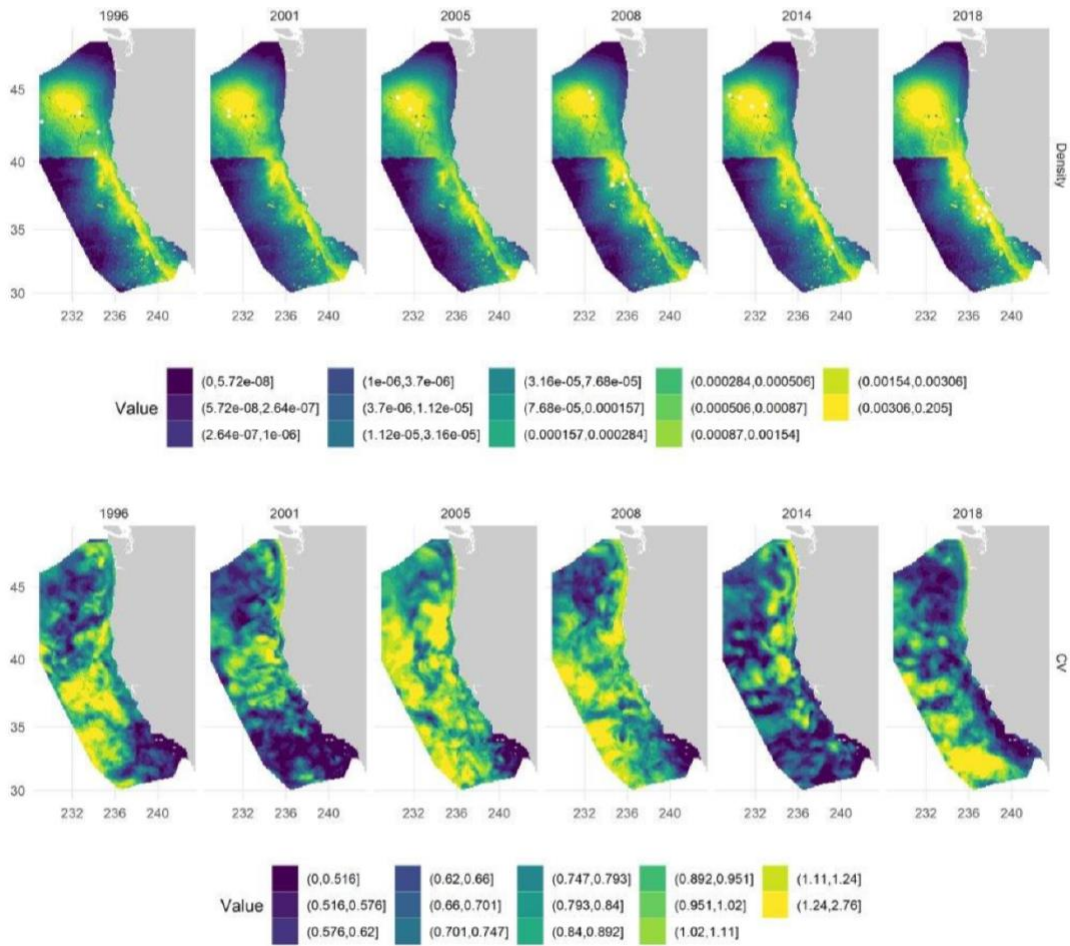 1996 2001 2005 2008 2014 2018
45
40
35
30
Density
232 236 240 232 236 240 232 236 240 232 236 240 232 236 240 232 236 240
Value
(0,5.72e-08] (1e-06,3.7e-06] (3.16e-05,7.68e-05] (0.000284,0.000506] (0.00154,0.00306]
(5.72e-08,2.64e-07] (3.7e-06,1.12e-05] (7.68e-05,0.000157] (0.000506,0.00087] (0.00306,0.205]
(2.64e-07,1e-06] (1.12e-05,3.16e-05] (0.000157,0.000284] (0.00087,0.00154]
1996 2001 2005 2008 2014 2018
45
40
35
30
CV
232 236 240 232 236 240 232 236 240 232 236 240 232 236 240 232 236 240
Value
(0,0.516] (0.62,0.66] (0.747,0.793] (0.892,0.951] (1.11,1.24]
(0.516,0.576] (0.66,0.701] (0.793,0.84] (0.951,1.02] (1.24,2.76]
(0.576,0.62] (0.701,0.747] (0.84,0.892] (1.02,1.11]